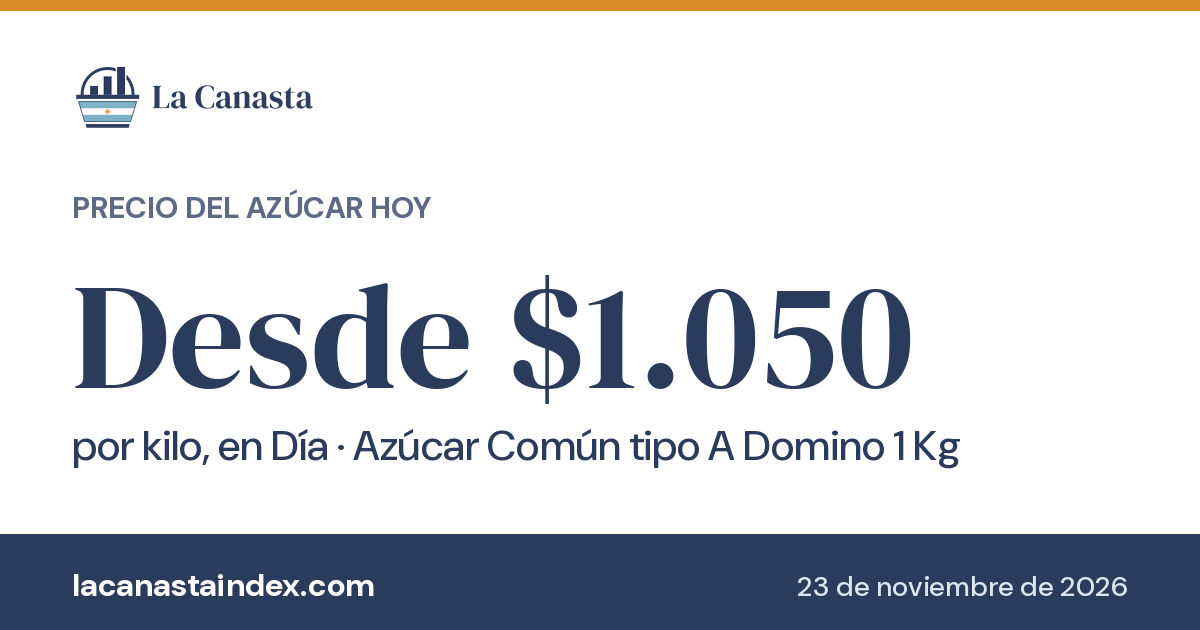 La Canasta
PRECIO DEL AZÚCAR HOY
Desde $1.050
por kilo, en Día · Azúcar Común tipo A Domino 1 Kg
lacanastaindex.com
23 de noviembre de 2026